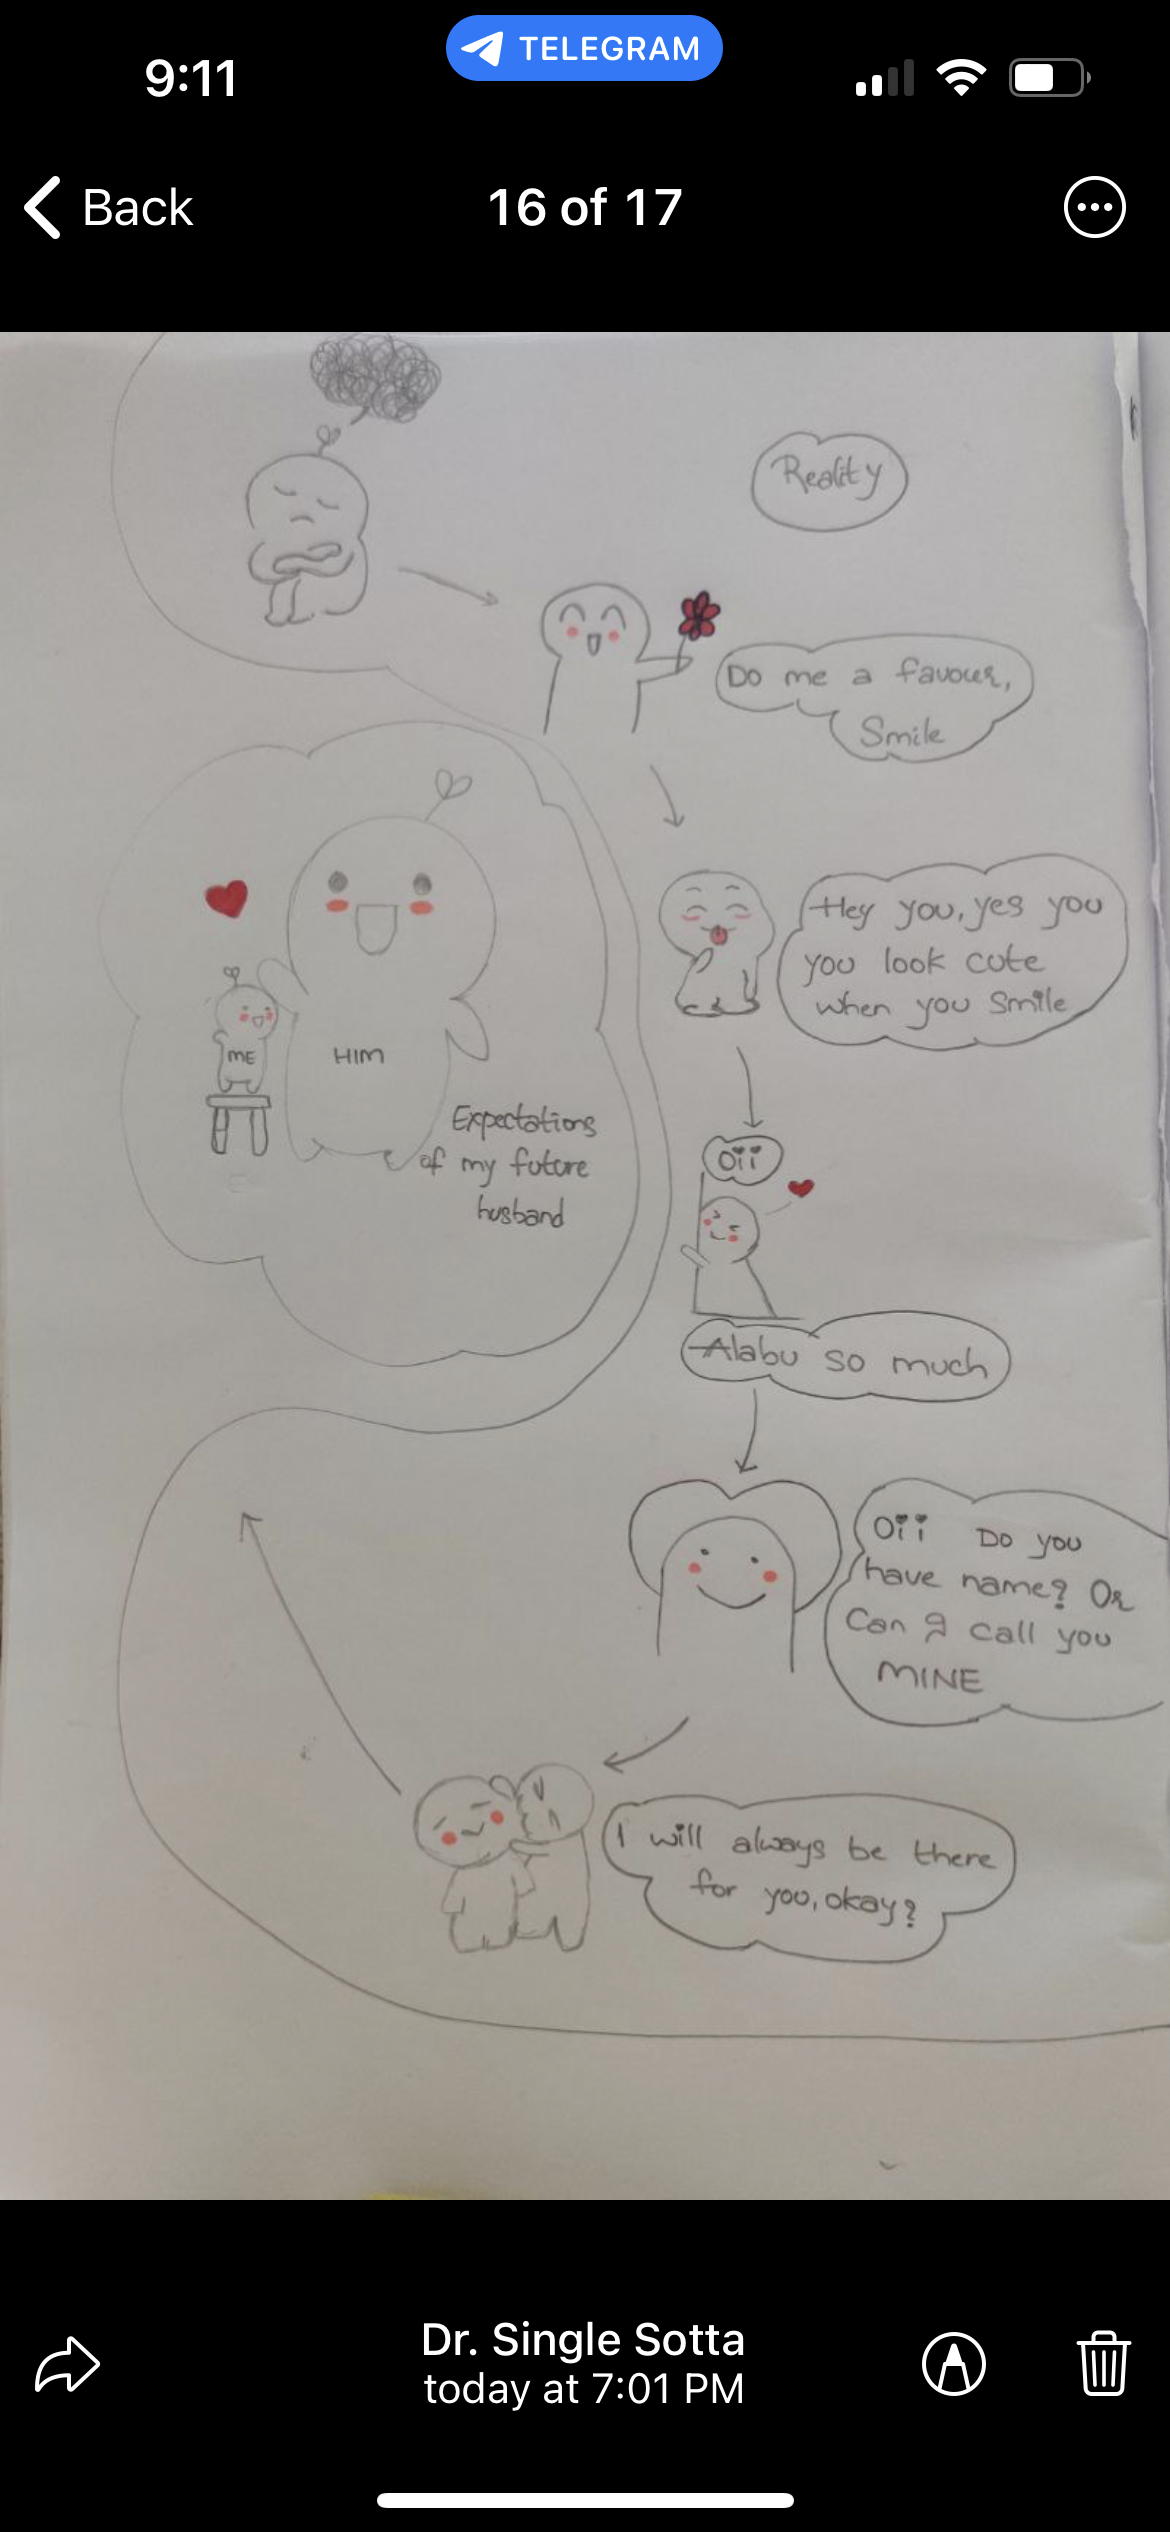 9:11
TELEGRAM
Back
16 of 17
Reality
Do me a favour,
Smile
Hey you, yes you
you look cute
when you Smile
ME
HIM
Expectations
of my future
husband
Oii
Alabu so much
Oii Do you
have name? Or
Can I call you
MINE
I will always be there
for you, okay?
Dr. Single Sotta
today at 7:01 PM